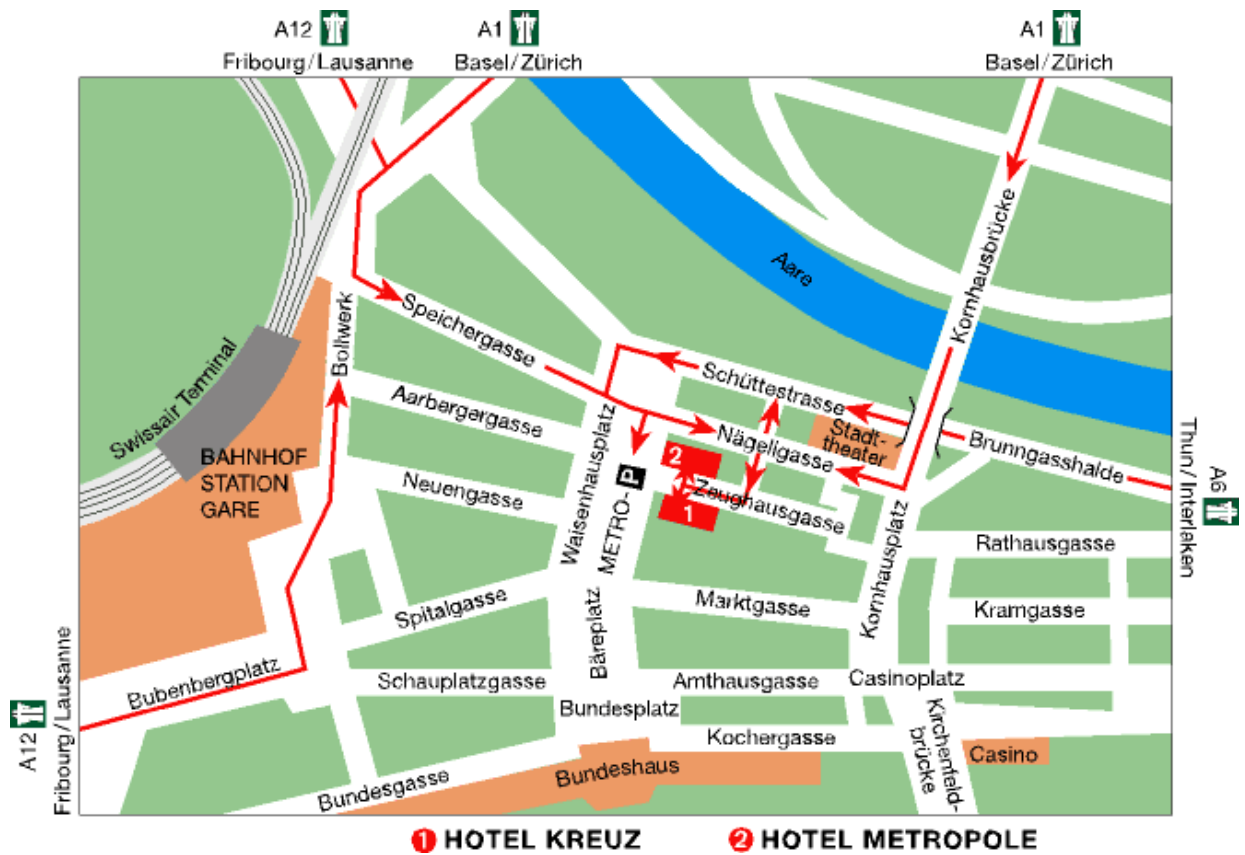 A12
Fribourg/Lausanne
A1
Basel/Zürich
A1
Basel/Zürich
Kornhausbrücke
Aare
Swissair Terminal
Bollwerk
Speichergasse
Schüttestrasse
Aarbergergasse
Nägeligasse
Stadt-
theater
Brunngasshalde
Thun/Interlaken
A6
BAHNHOF
STATION
GARE
Neuengasse
Waisenhausplatz
METRO-P
2
1
Zeughausgasse
Kornhausplatz
Rathausgasse
Spitalgasse
Bäreplatz
Marktgasse
Kramgasse
Bubenbergplatz
Schauplatzgasse
Amthausgasse
Casinoplatz
Bundesplatz
Kochergasse
Kirchenfeld-
brücke
Casino
A12
Fribourg/Lausanne
Bundesgasse
Bundeshaus
1 HOTEL KREUZ
2 HOTEL METROPOLE